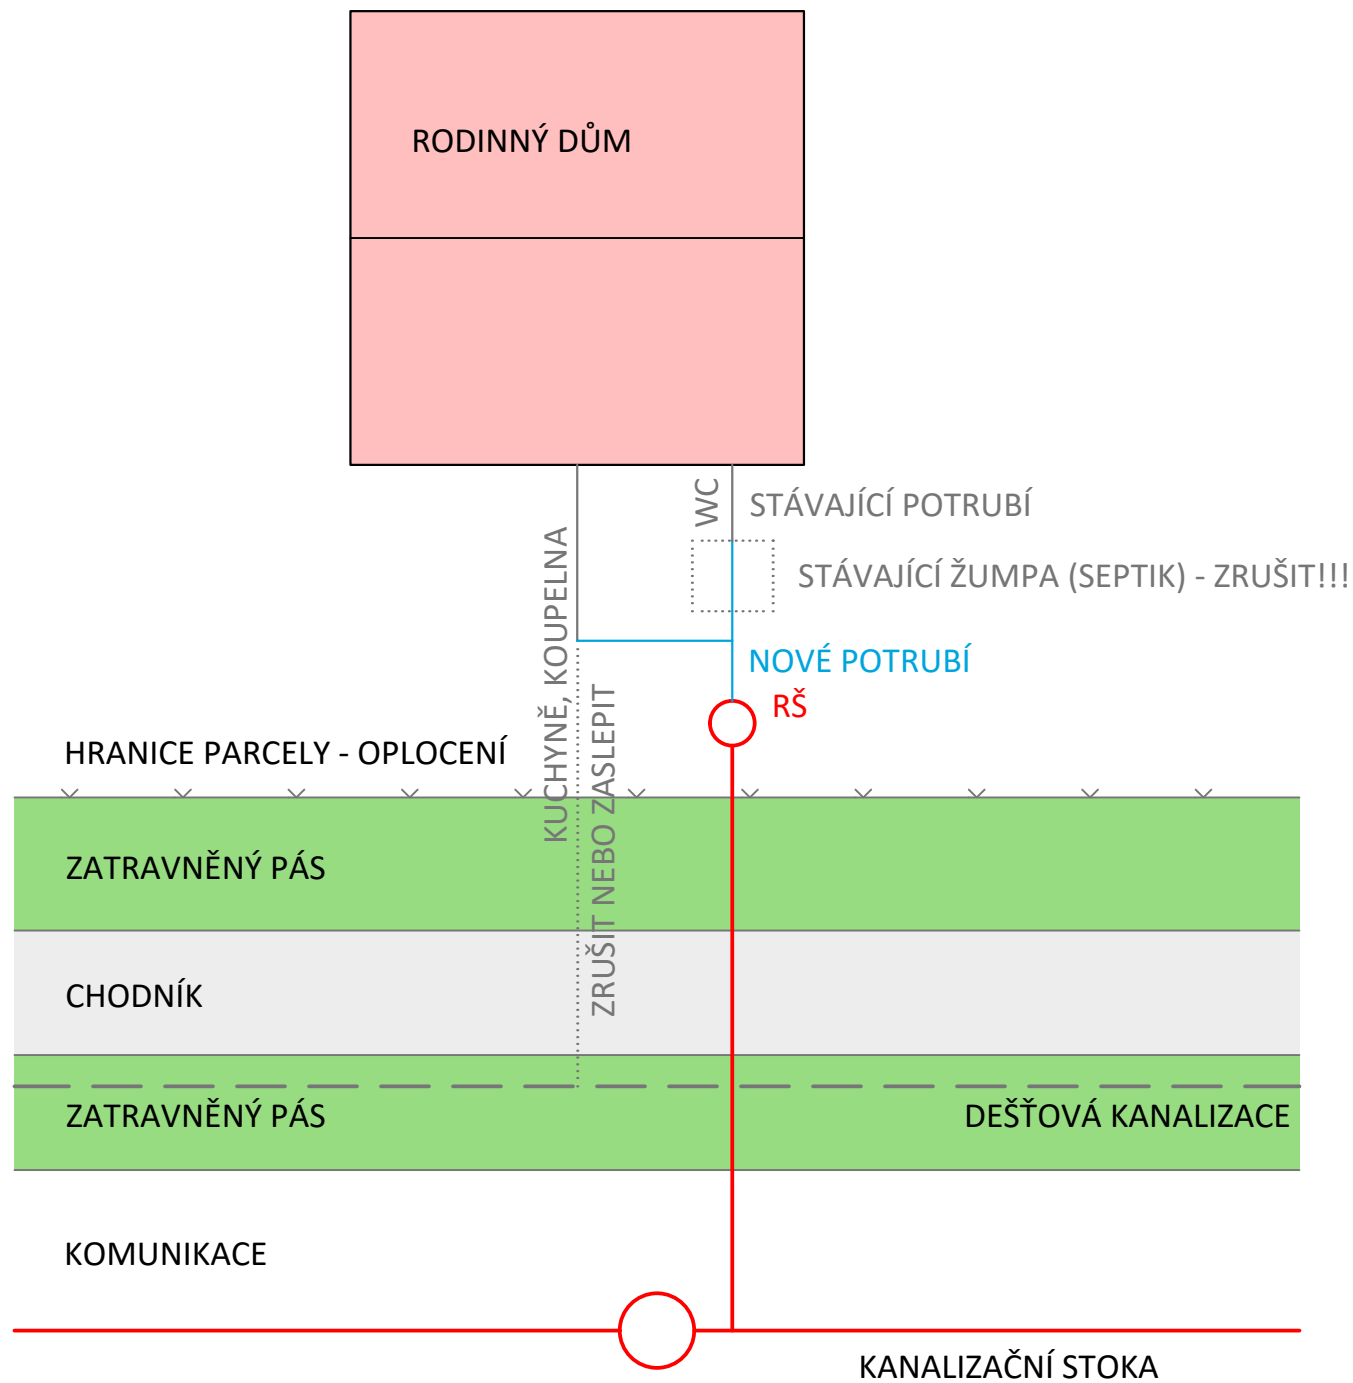 RODINNÝ DŮM
WC
STÁVAJÍCÍ POTRUBÍ
STÁVAJÍCÍ ŽUMPA (SEPTIK) - ZRUŠIT!!!
KUCHYNĚ, KOUPELNA
NOVÉ POTRUBÍ
RŠ
ZRUŠIT NEBO ZASLEPIT
HRANICE PARCELY - OPLOCENÍ
ZATRAVNĚNÝ PÁS
CHODNÍK
ZATRAVNĚNÝ PÁS
DEŠŤOVÁ KANALIZACE
KOMUNIKACE
KANALIZAČNÍ STOKA